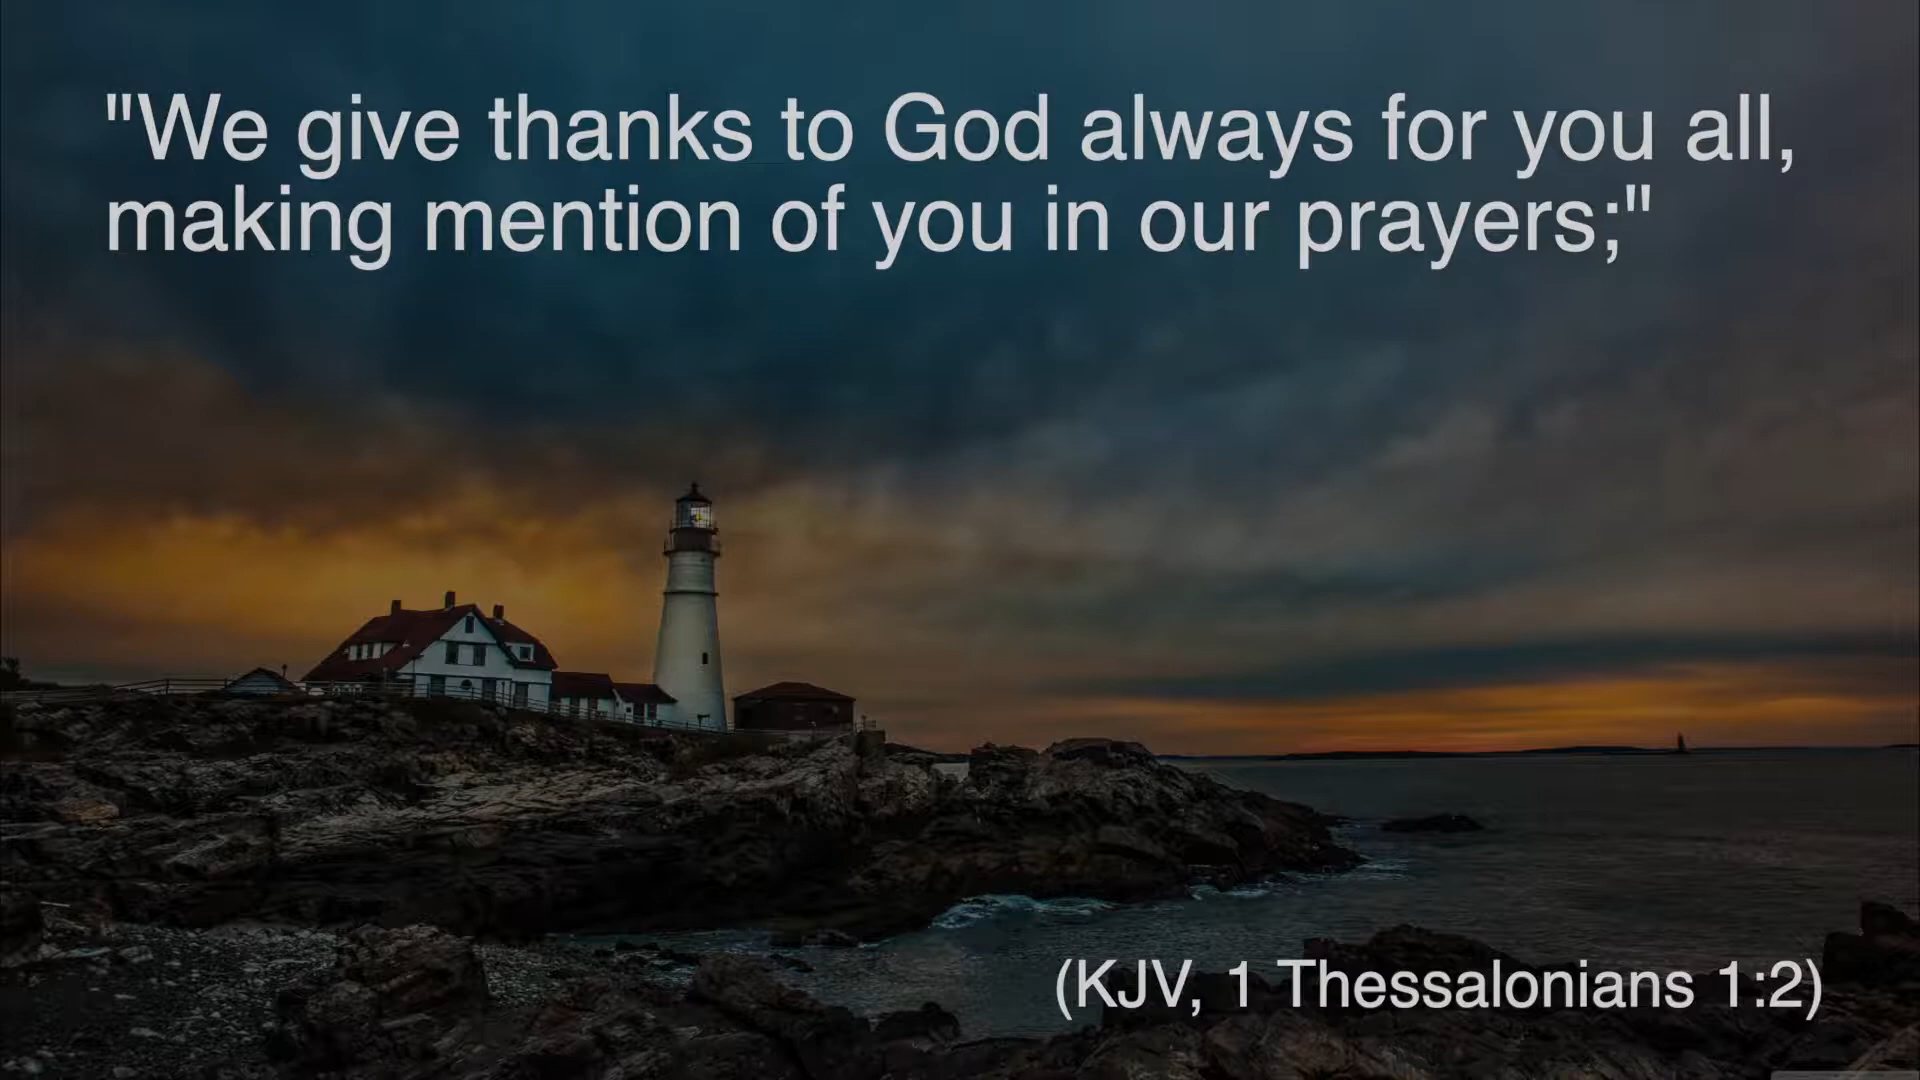 "We give thanks to God always for you all,
making mention of you in our prayers;"
(KJV, 1 Thessalonians 1:2)